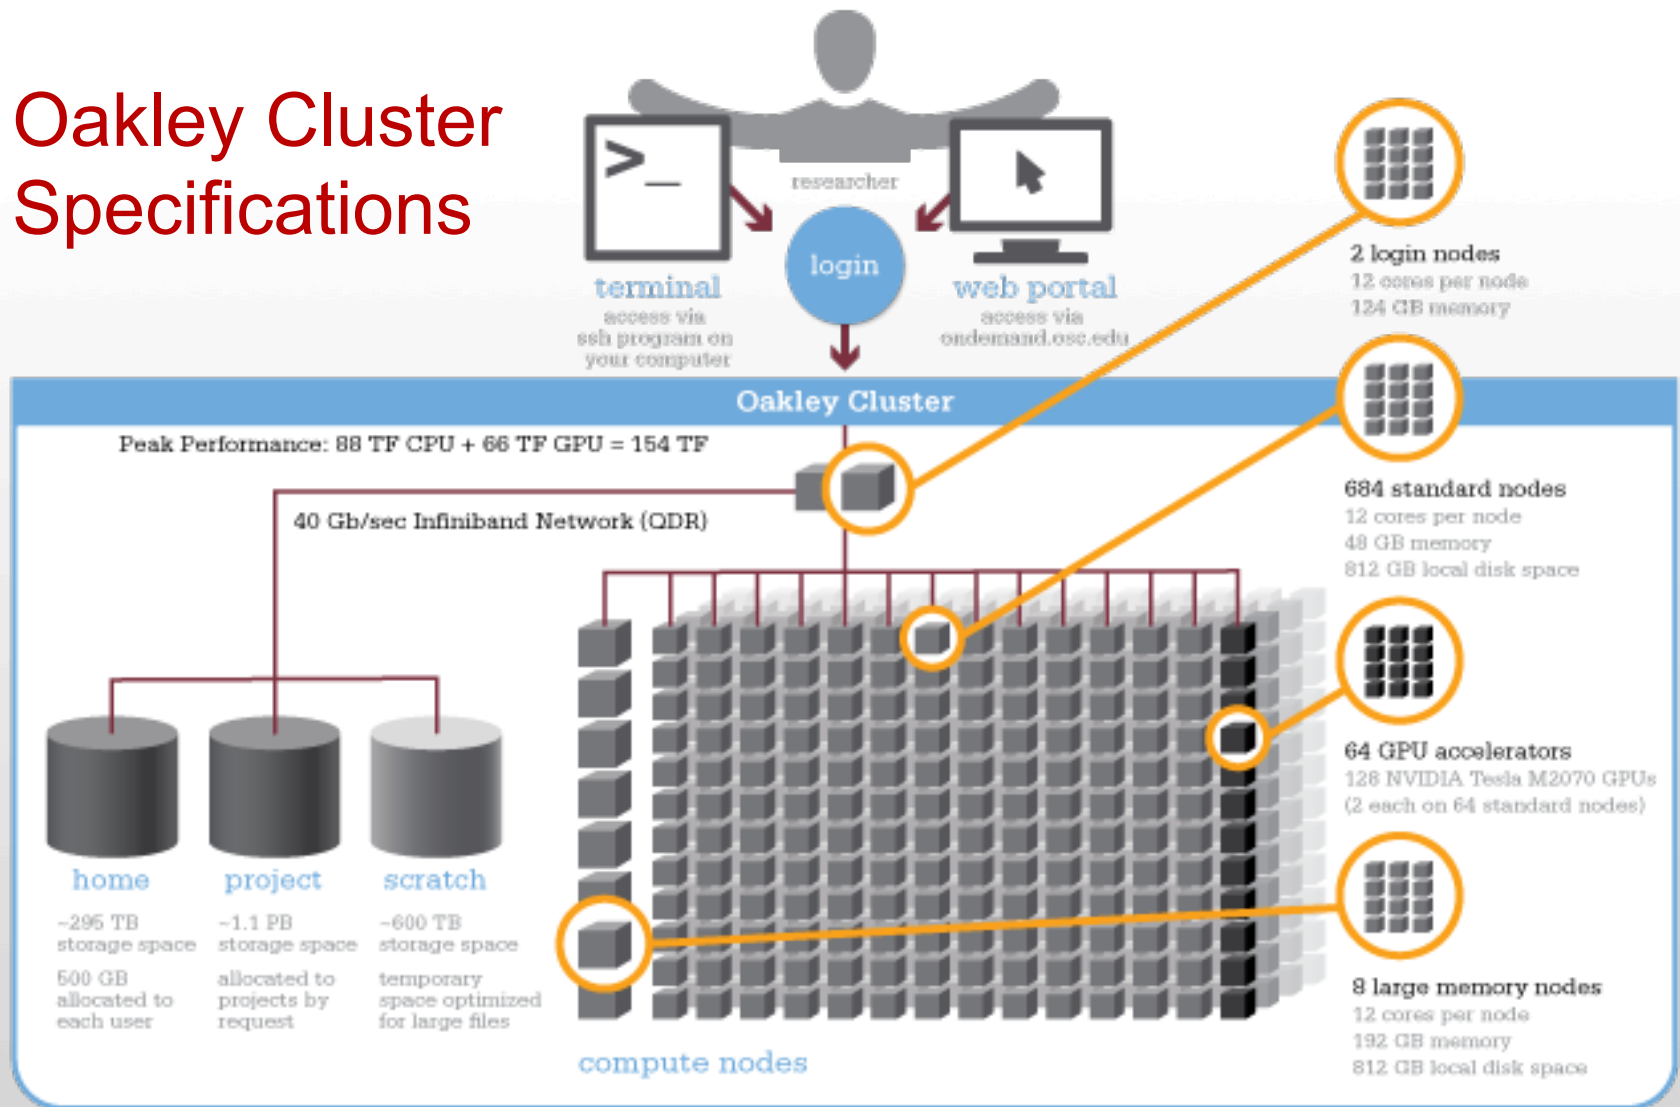 Oakley Cluster
Specifications
>_
researcher
login
terminal
access via
ssh program on
your computer
web portal
access via
ondemand.osc.edu
2 login nodes
12 cores per node
124 GB memory
Oakley Cluster
Peak Performance: 88 TF CPU + 66 TF GPU = 154 TF
40 Gb/sec Infiniband Network (QDR)
684 standard nodes
12 cores per node
48 GB memory
812 GB local disk space
64 GPU accelerators
128 NVIDIA Tesla M2070 GPUs
(2 each on 64 standard nodes)
home
~295 TB
storage space
500 GB
allocated to
each user
project
~1.1 PB
storage space
allocated to
projects by
request
scratch
~600 TB
storage space
temporary
space optimized
for large files
8 large memory nodes
12 cores per node
192 GB memory
812 GB local disk space
compute nodes